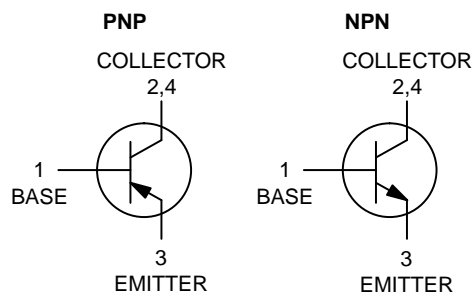 PNP
COLLECTOR
2,4
1
BASE
3
EMITTER
NPN
COLLECTOR
2,4
1
BASE
3
EMITTER